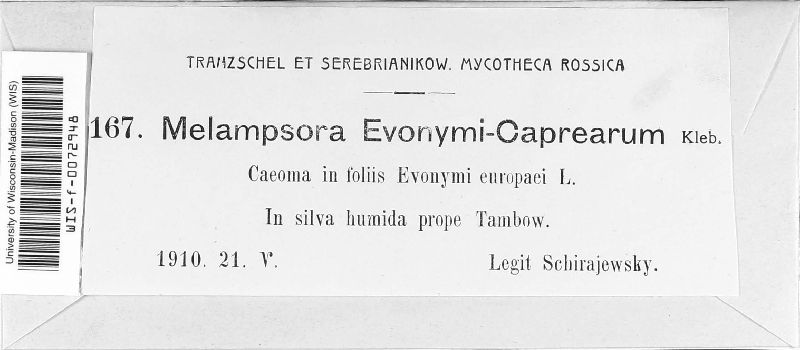 TRANZSCHEL ET SEREBRIANIKOW. MYCOTHECA ROSSICA
167. Melampsora Evonymi-Caprearum Kleb.
Caeoma in foliis Evonymi europaei L.
In silva humida prope Tambow.
1910. 21. V.
Legit Schirajewsky.
University of Wisconsin-Madison (WIS)
WIS-f-0072948